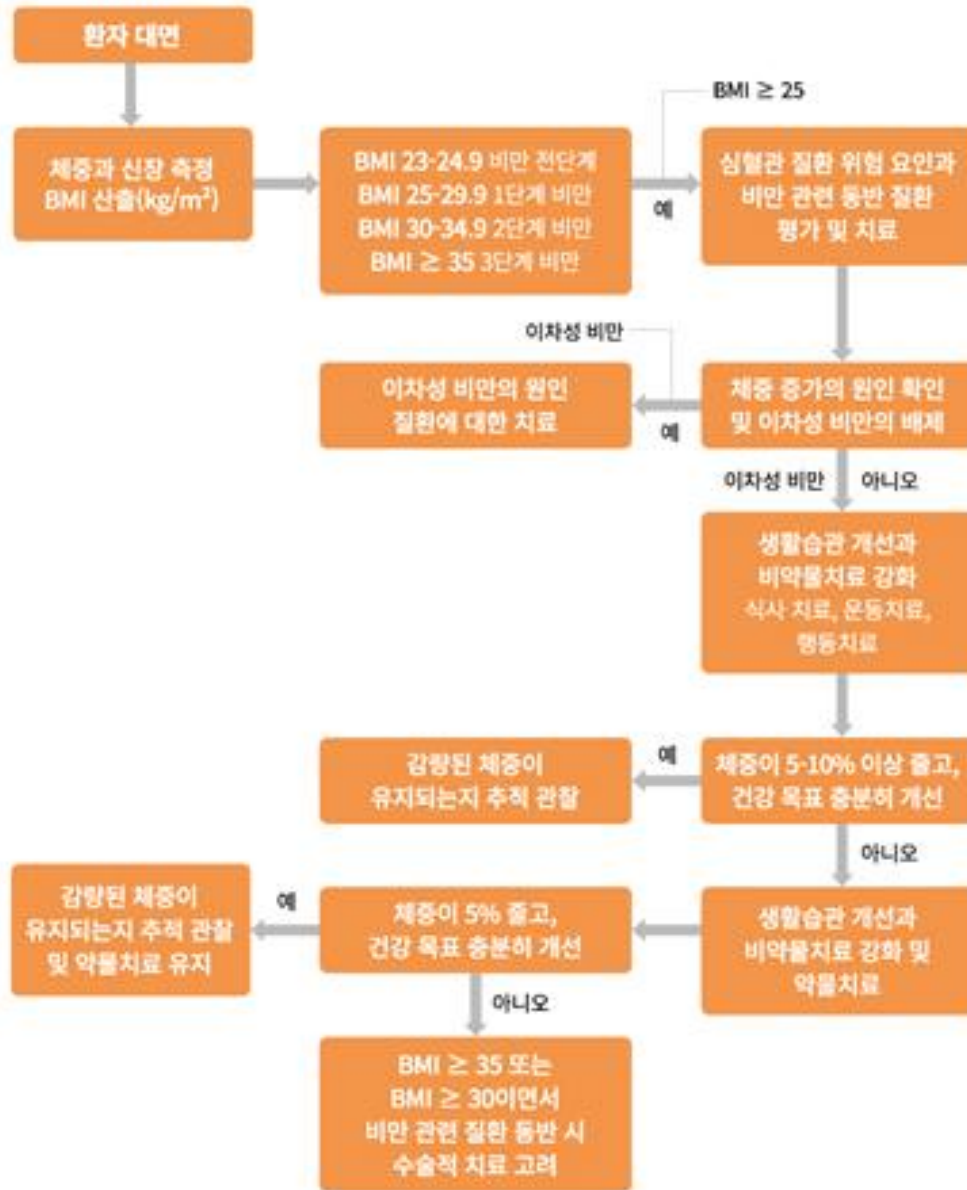 환자 대면
체중과 신장 측정
BMI 산출(kg/m²)
BMI 23-24.9 비만 전단계
BMI 25-29.9 1단계 비만
BMI 30-34.9 2단계 비만
BMI ≥ 35 3단계 비만
BMI ≥ 25
예
심혈관 질환 위험 요인과
비만 관련 동반 질환
평가 및 치료
체중 증가의 원인 확인
및 이차성 비만의 배제
이차성 비만
예
이차성 비만의 원인
질환에 대한 치료
이차성 비만 아니오
생활습관 개선과
비약물치료 강화
식사 치료, 운동치료,
행동치료
체중이 5-10% 이상 줄고,
건강 목표 충분히 개선
예
감량된 체중이
유지되는지 추적 관찰
아니오
생활습관 개선과
비약물치료 강화 및
약물치료
체중이 5% 줄고,
건강 목표 충분히 개선
예
감량된 체중이
유지되는지 추적 관찰
및 약물치료 유지
아니오
BMI ≥ 35 또는
BMI ≥ 30이면서
비만 관련 질환 동반 시
수술적 치료 고려